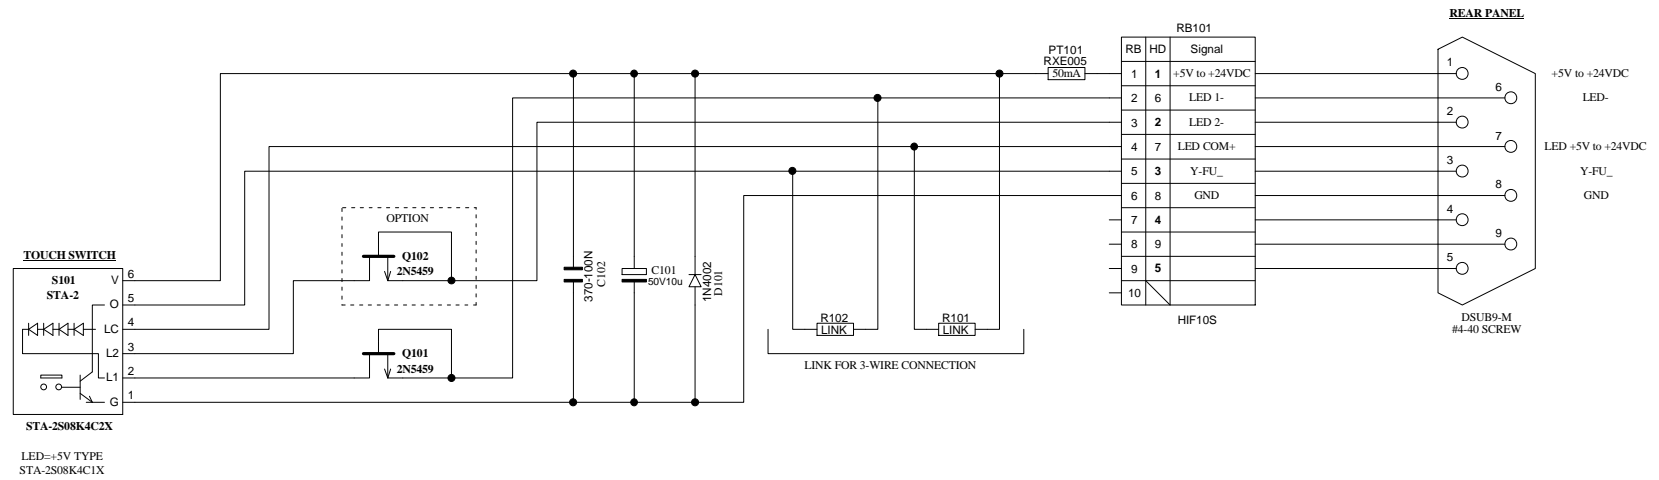 REAR PANEL
RB101
PT101
RXE005
50mA
RB HD Signal
1 1 +5V to +24VDC
2 6 LED 1-
3 2 LED 2-
4 7 LED COM+
5 3 Y-FU_
6 8 GND
7 4
8 9
9 5
10
HIF10S
1
6
2
7
3
8
4
9
5
+5V to +24VDC
LED-
LED +5V to +24VDC
Y-FU_
GND
DSUB9-M
#4-40 SCREW
OPTION
Q102
2N5459
Q101
2N5459
370-100N
C102
C101
50V10u
1N4002
D101
R102
LINK
R101
LINK
LINK FOR 3-WIRE CONNECTION
TOUCH SWITCH
S101
STA-2
V 6
O 5
LC 4
L2 3
L1 2
G 1
STA-2S08K4C2X
LED=+5V TYPE
STA-2S08K4C1X